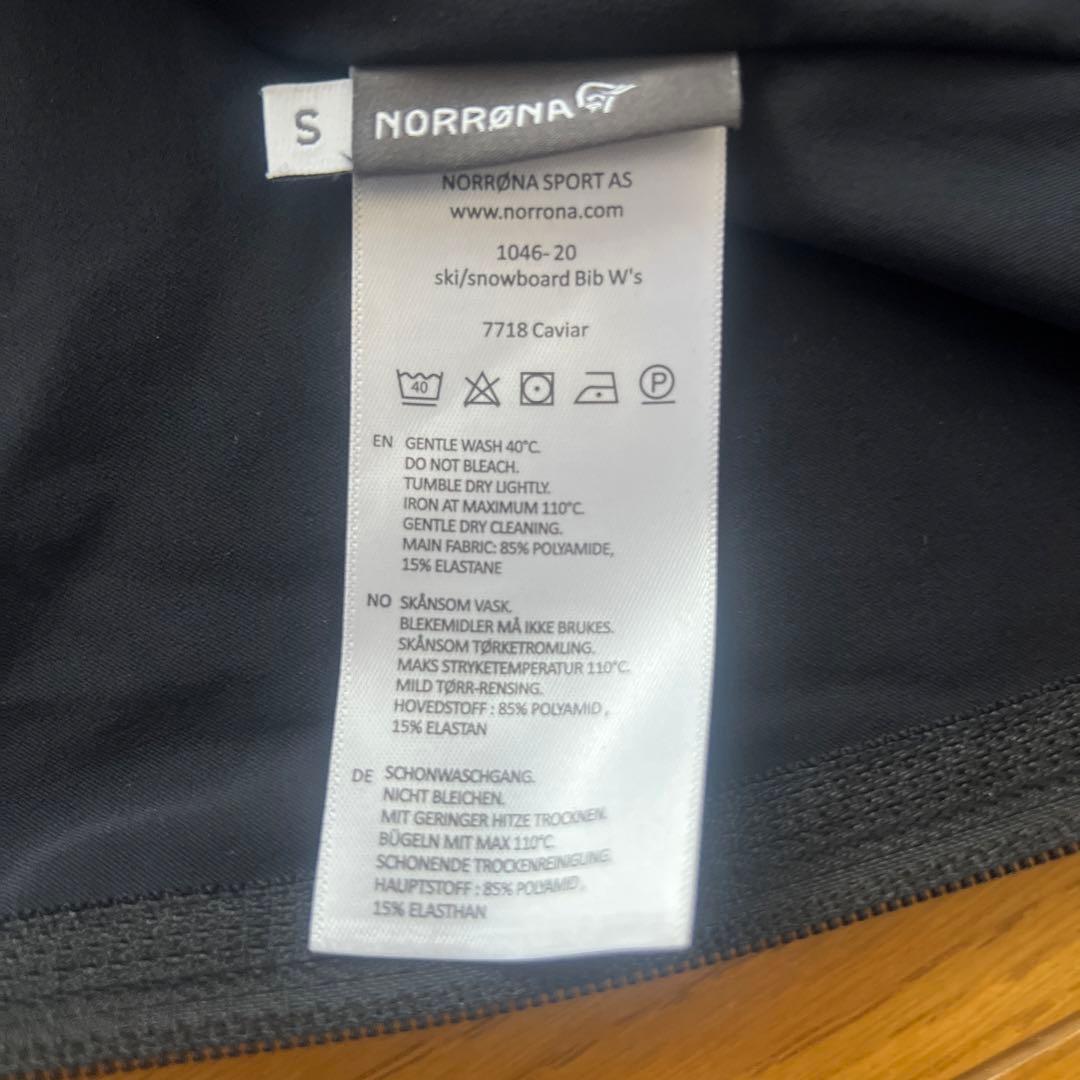 S
NORRØNA
NORRØNA SPORT AS
www.norrona.com
1046-20
ski/snowboard Bib W's
7718 Caviar
40
P
EN GENTLE WASH 40°C.
DO NOT BLEACH.
TUMBLE DRY LIGHTLY.
IRON AT MAXIMUM 110°C.
GENTLE DRY CLEANING.
MAIN FABRIC: 85% POLYAMIDE,
15% ELASTANE
NO SKÅNSOM VASK.
BLEKEMIDLER MÅ IKKE BRUKES.
SKÅNSOM TØRKETROMLING.
MAKS STRYKETEMPERATUR 110°C.
MILD TØRR-RENSING.
HOVEDSTOFF : 85% POLYAMID ,
15% ELASTAN
DE SCHONWASCHGANG.
NICHT BLEICHEN.
MIT GERINGER HITZE TROCKNEN.
BÜGELN MIT MAX 110°C.
SCHONENDE TROCKENREINIGUNG.
HAUPTSTOFF : 85% POLYAMID ,
15% ELASTHAN